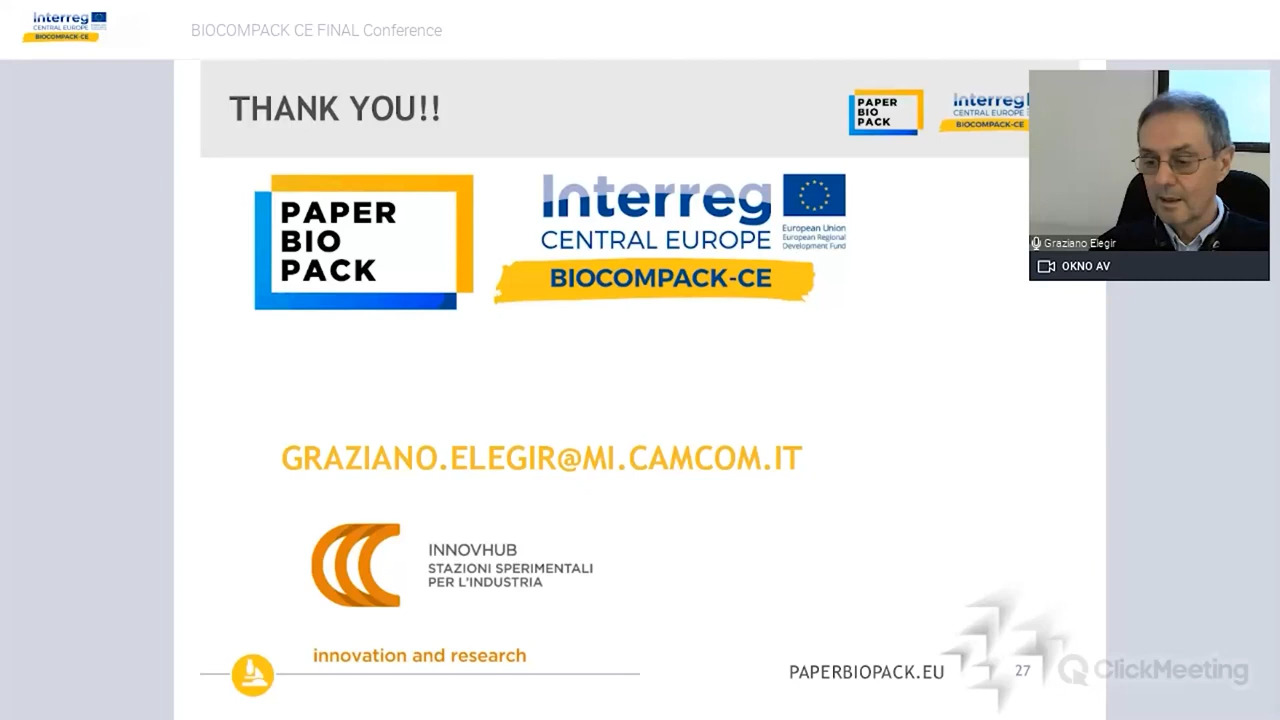 Interreg
CENTRAL EUROPE
BIOCOMPACK-CE
BIOCOMPACK CE FINAL Conference
THANK YOU!!
PAPER
BIO
PACK
Interreg
CENTRAL EUROPE
BIOCOMPACK-CE
Graziano Elegir
OKNO AV
PAPER
BIO
PACK
Interreg
CENTRAL EUROPE
BIOCOMPACK-CE
European Union
European Regional
Development Fund
GRAZIANO.ELEGIR@MI.CAMCOM.IT
INNOVHUB
STAZIONI SPERIMENTALI
PER L'INDUSTRIA
innovation and research
PAPERBIOPACK.EU
27
ClickMeeting